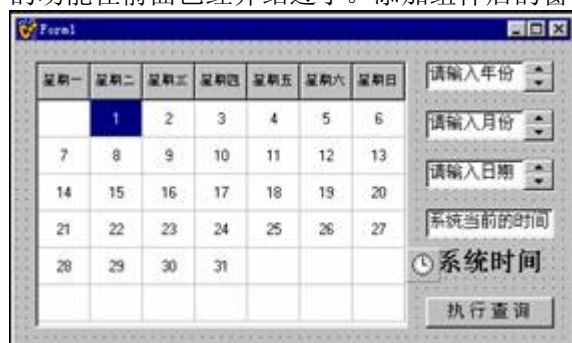 的功能在前面已经介绍过了。添加组件后的窗
Form1
星期一 星期二 星期三 星期四 星期五 星期六 星期日
1 2 3 4 5 6
7 8 9 10 11 12 13
14 15 16 17 18 19 20
21 22 23 24 25 26 27
28 29 30 31
请输入年份
请输入月份
请输入日期
系统当前的时间
系统时间
执行查询